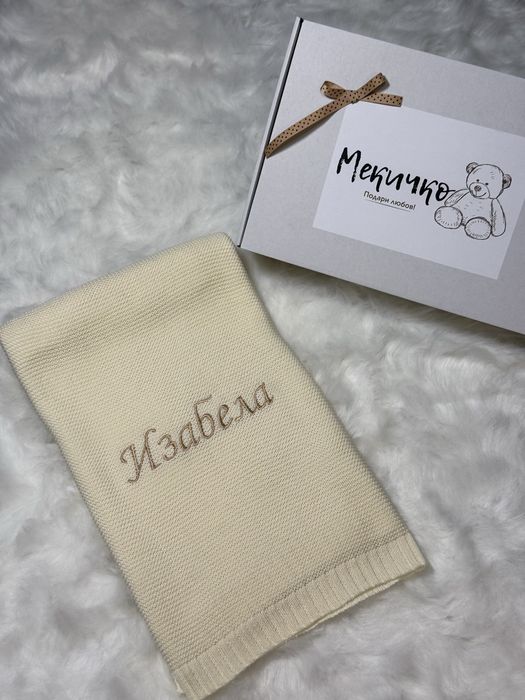 Мекичко
Подари любов!
Изабела